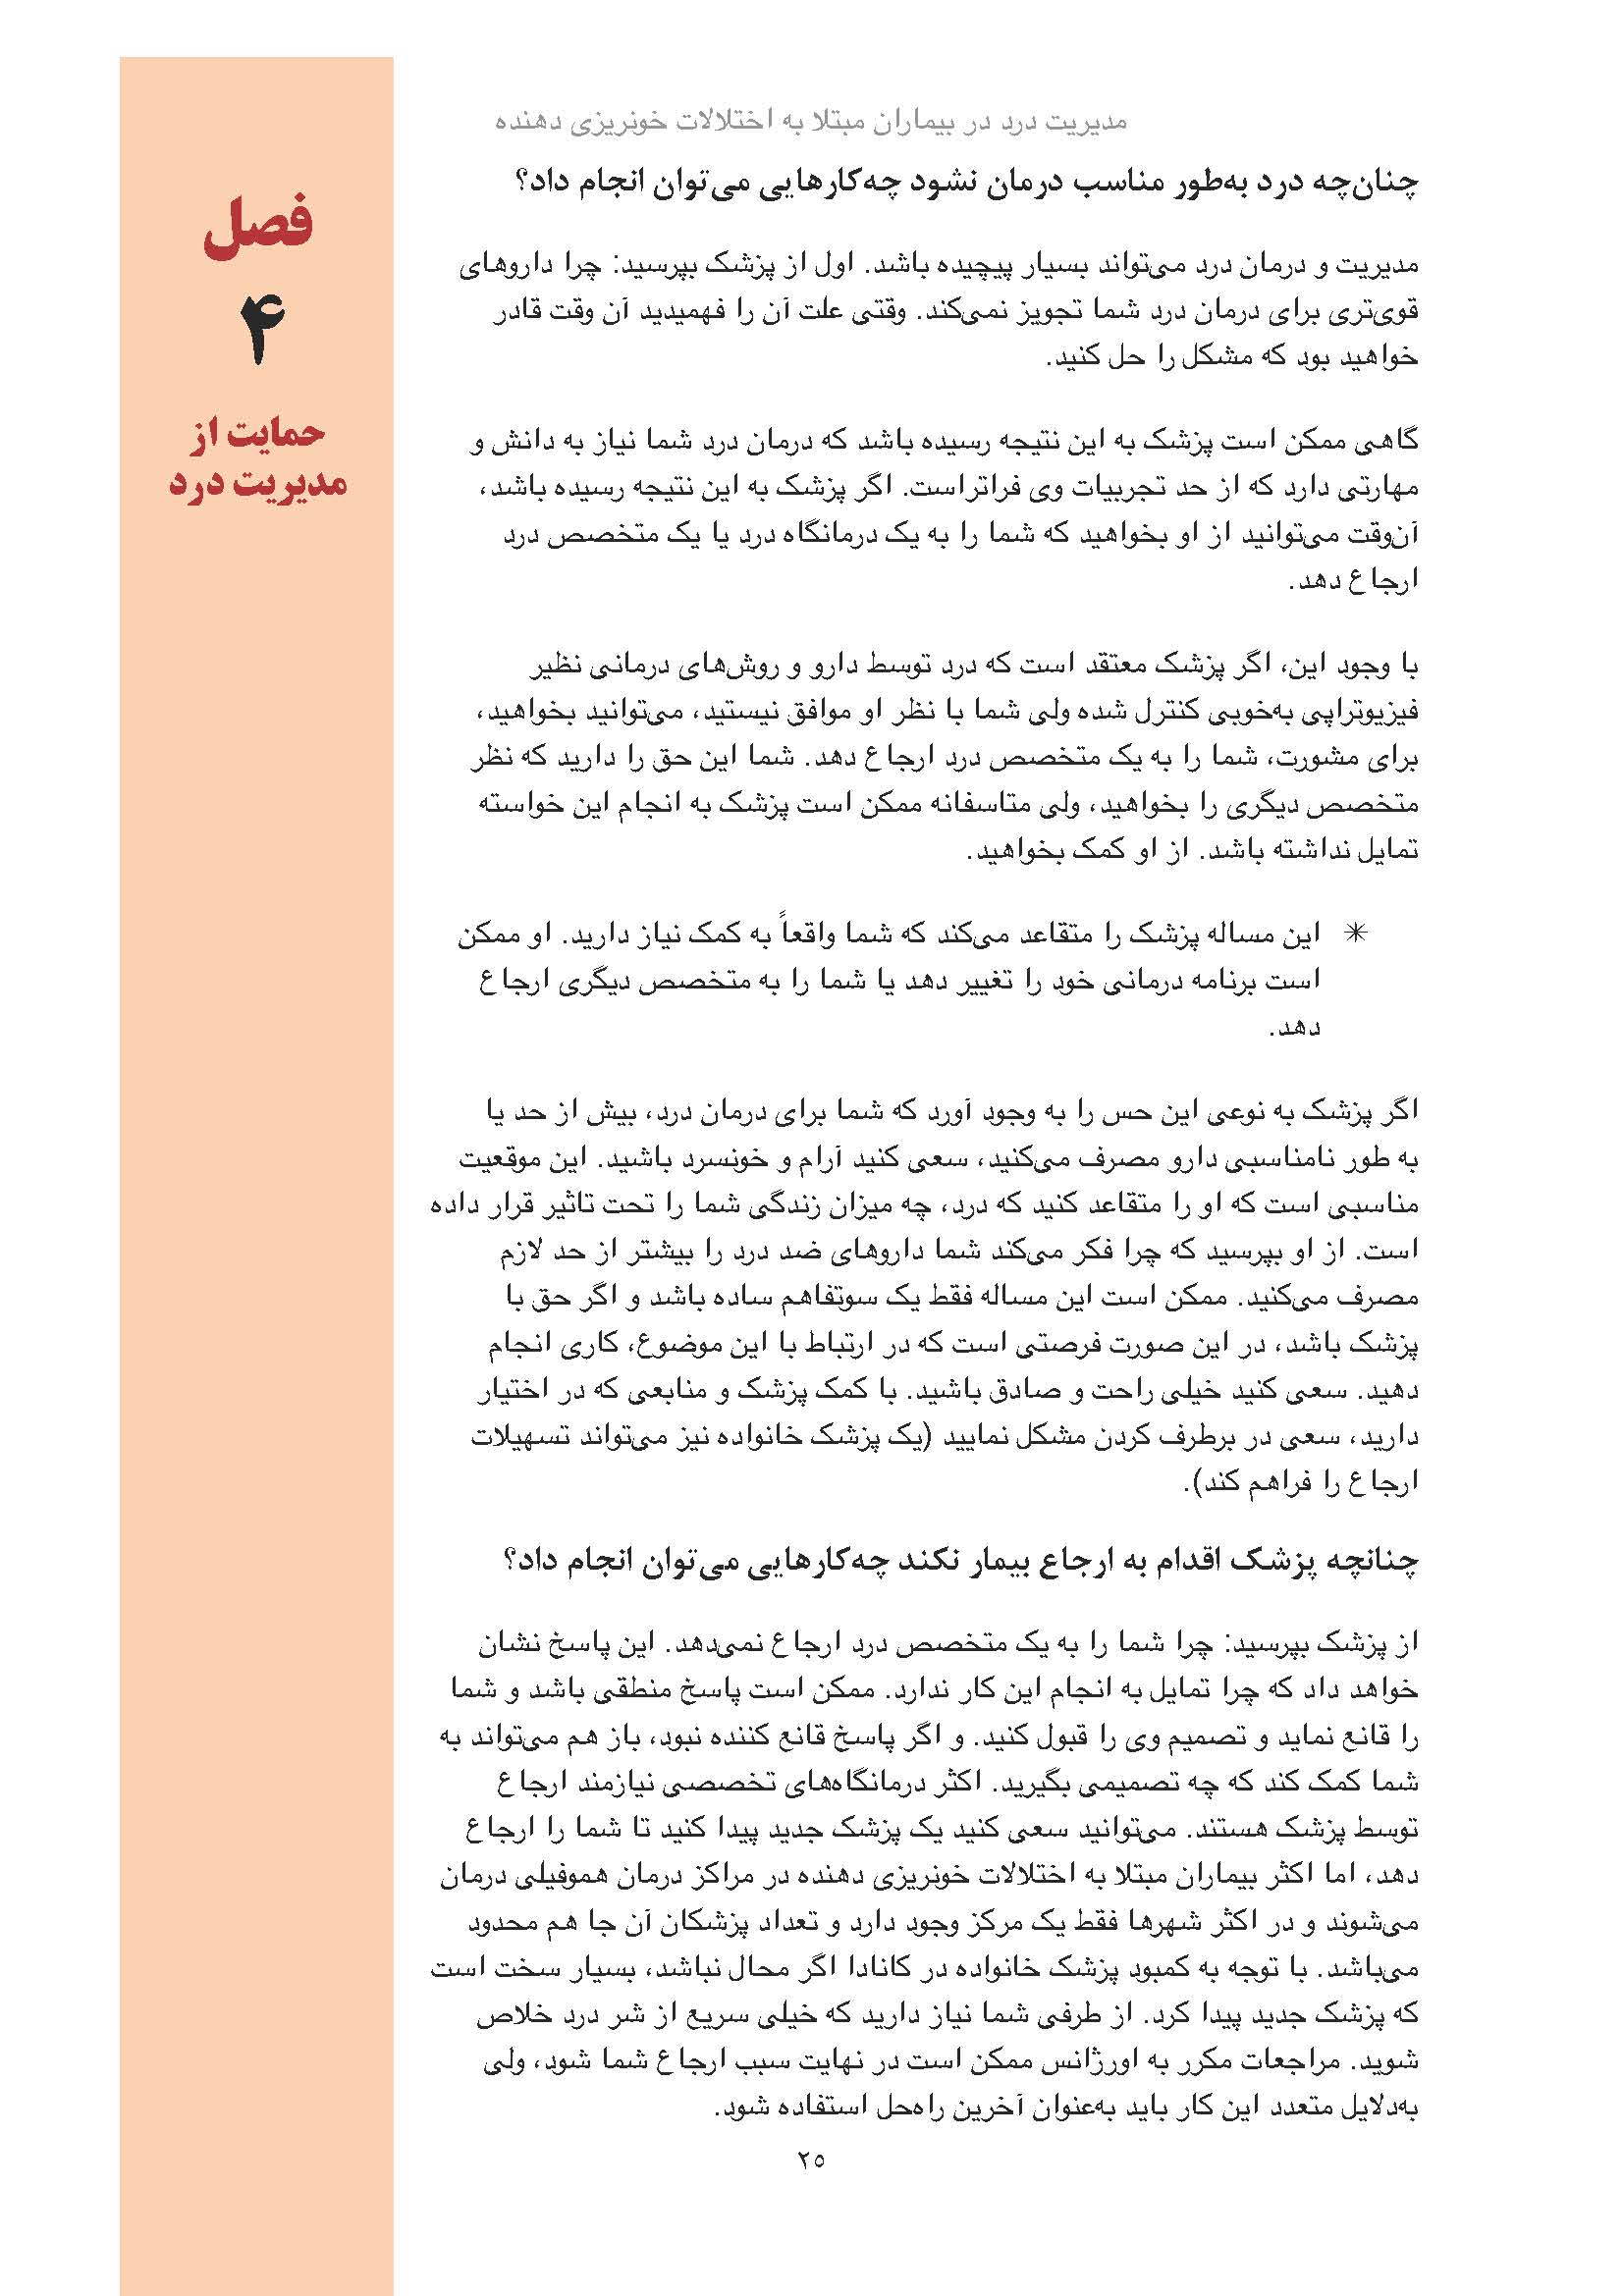 مدیریت درد در بیماران مبتلا به اختلالات خونریزی دهنده
فصل
۴
حمایت از
مدیریت درد
چنان‌چه درد به‌طور مناسب درمان نشود چه‌کارهایی می‌توان انجام داد؟
مدیریت و درمان درد می‌تواند بسیار پیچیده باشد. اول از پزشک بپرسید: چرا داروهای
قوی‌تری برای درمان درد شما تجویز نمی‌کند. وقتی علت آن را فهمیدید آن وقت قادر
خواهید بود که مشکل را حل کنید.
گاهی ممکن است پزشک به این نتیجه رسیده باشد که درمان درد شما نیاز به دانش و
مهارتی دارد که از حد تجربیات وی فراتراست. اگر پزشک به این نتیجه رسیده باشد،
آن‌وقت می‌توانید از او بخواهید که شما را به یک درمانگاه درد یا یک متخصص درد
ارجاع دهد.
با وجود این، اگر پزشک معتقد است که درد توسط دارو و روش‌های درمانی نظیر
فیزیوتراپی به‌خوبی کنترل شده ولی شما با نظر او موافق نیستید، می‌توانید بخواهید،
برای مشورت، شما را به یک متخصص درد ارجاع دهد. شما این حق را دارید که نظر
متخصص دیگری را بخواهید، ولی متاسفانه ممکن است پزشک به انجام این خواسته
تمایل نداشته باشد. از او کمک بخواهید.
✳ این مساله پزشک را متقاعد می‌کند که شما واقعاً به کمک نیاز دارید. او ممکن
است برنامه درمانی خود را تغییر دهد یا شما را به متخصص دیگری ارجاع
دهد.
اگر پزشک به نوعی این حس را به وجود آورد که شما برای درمان درد، بیش از حد یا
به طور نامناسبی دارو مصرف می‌کنید، سعی کنید آرام و خونسرد باشید. این موقعیت
مناسبی است که او را متقاعد کنید که درد، چه میزان زندگی شما را تحت تاثیر قرار داده
است. از او بپرسید که چرا فکر می‌کند شما داروهای ضد درد را بیشتر از حد لازم
مصرف می‌کنید. ممکن است این مساله فقط یک سوتفاهم ساده باشد و اگر حق با
پزشک باشد، در این صورت فرصتی است که در ارتباط با این موضوع، کاری انجام
دهید. سعی کنید خیلی راحت و صادق باشید. با کمک پزشک و منابعی که در اختیار
دارید، سعی در برطرف کردن مشکل نمایید (یک پزشک خانواده نیز می‌تواند تسهیلات
ارجاع را فراهم کند).
چنانچه پزشک اقدام به ارجاع بیمار نکند چه‌کارهایی می‌توان انجام داد؟
از پزشک بپرسید: چرا شما را به یک متخصص درد ارجاع نمی‌دهد. این پاسخ نشان
خواهد داد که چرا تمایل به انجام این کار ندارد. ممکن است پاسخ منطقی باشد و شما
را قانع نماید و تصمیم وی را قبول کنید. و اگر پاسخ قانع کننده نبود، باز هم می‌تواند به
شما کمک کند که چه تصمیمی بگیرید. اکثر درمانگاه‌های تخصصی نیازمند ارجاع
توسط پزشک هستند. می‌توانید سعی کنید یک پزشک جدید پیدا کنید تا شما را ارجاع
دهد، اما اکثر بیماران مبتلا به اختلالات خونریزی دهنده در مراکز درمان هموفیلی درمان
می‌شوند و در اکثر شهرها فقط یک مرکز وجود دارد و تعداد پزشکان آن جا هم محدود
می‌باشد. با توجه به کمبود پزشک خانواده در کانادا اگر محال نباشد، بسیار سخت است
که پزشک جدید پیدا کرد. از طرفی شما نیاز دارید که خیلی سریع از شر درد خلاص
شوید. مراجعات مکرر به اورژانس ممکن است در نهایت سبب ارجاع شما شود، ولی
به‌دلایل متعدد این کار باید به‌عنوان آخرین راه‌حل استفاده شود.
۲۵